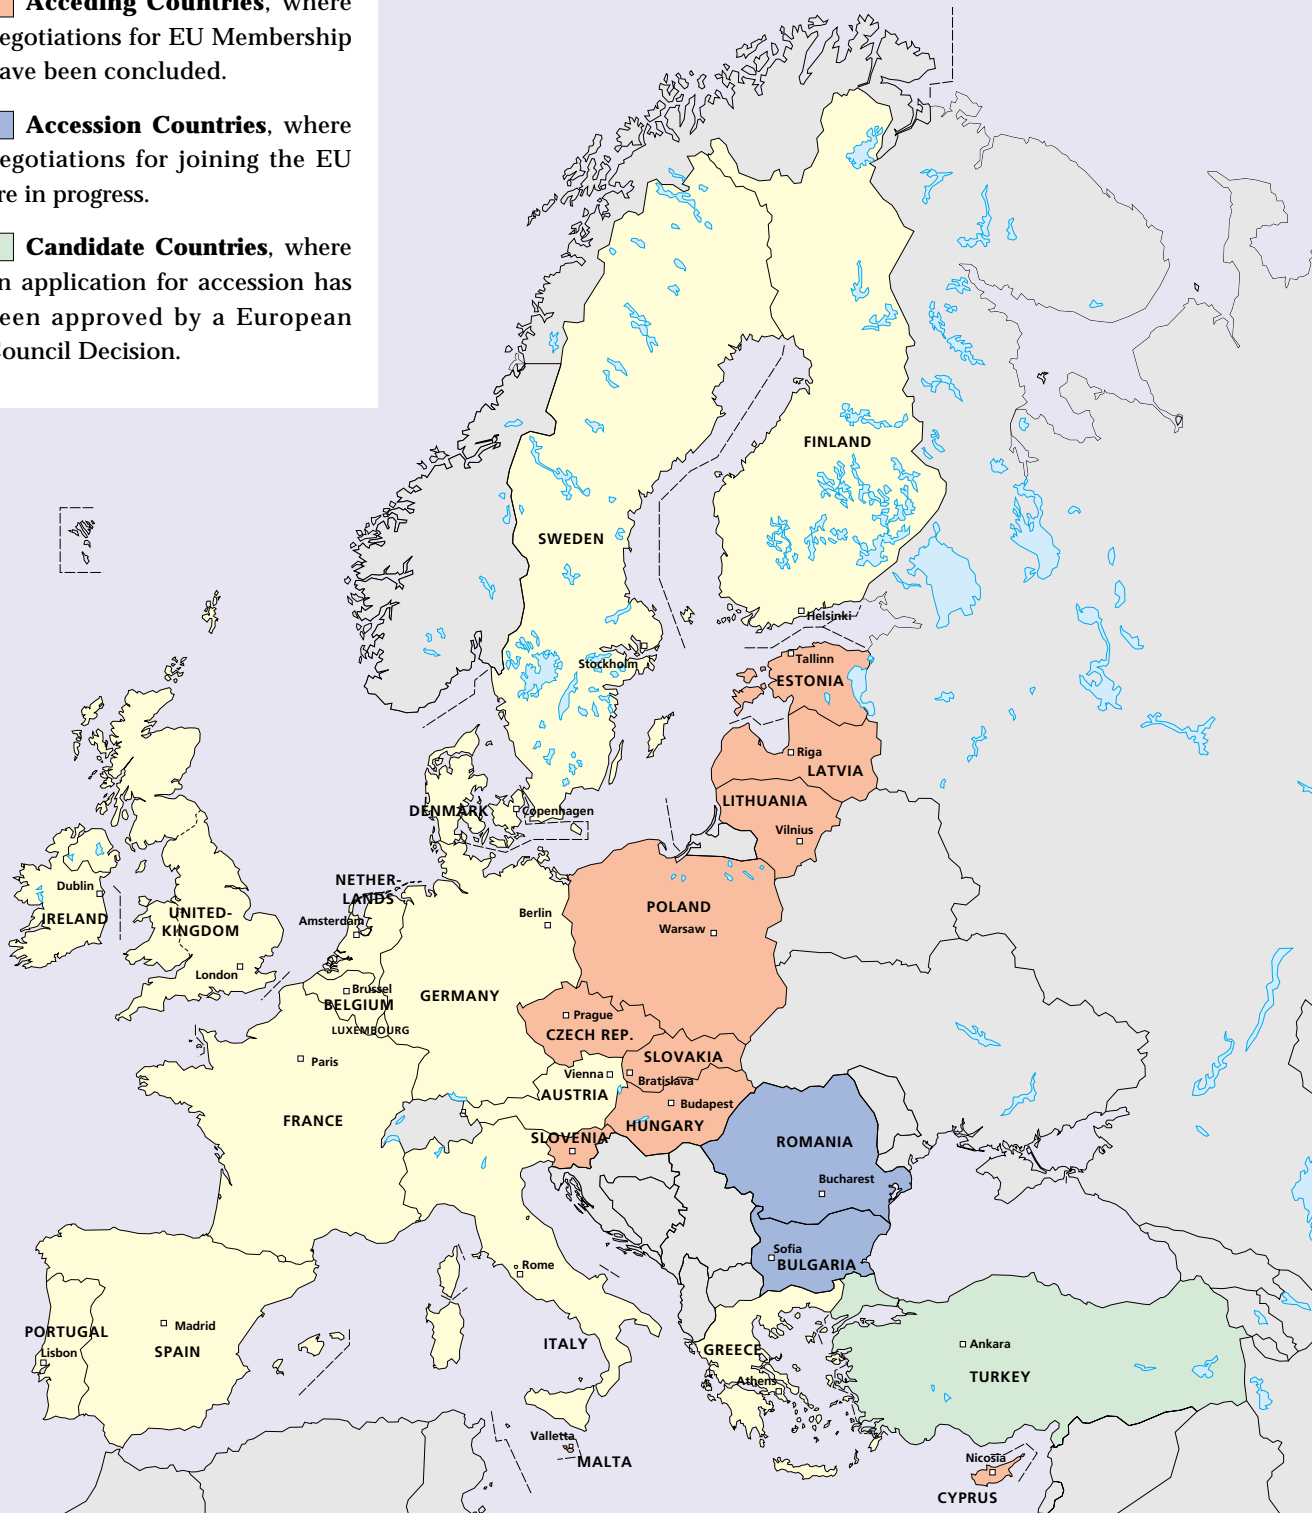 Acceding Countries, where
egotiations for EU Membership
ave been concluded.
Accession Countries, where
egotiations for joining the EU
re in progress.
Candidate Countries, where
n application for accession has
een approved by a European
ouncil Decision.
FINLAND
SWEDEN
Helsinki
Stockholm
Tallinn
ESTONIA
Riga
LATVIA
DENMARK
Copenhagen
LITHUANIA
Vilnius
NETHER-
LANDS
Dublin
IRELAND
UNITED-
KINGDOM
Amsterdam
Berlin
POLAND
Warsaw
London
Brussel
BELGIUM
GERMANY
LUXEMBOURG
Prague
CZECH REP.
Paris
SLOVAKIA
Vienna
Bratislava
AUSTRIA
Budapest
FRANCE
HUNGARY
SLOVENIA
ROMANIA
Bucharest
Sofia
BULGARIA
Rome
Madrid
PORTUGAL
Lisbon
SPAIN
ITALY
GREECE
Athens
Ankara
TURKEY
Valletta
MALTA
Nicosia
CYPRUS